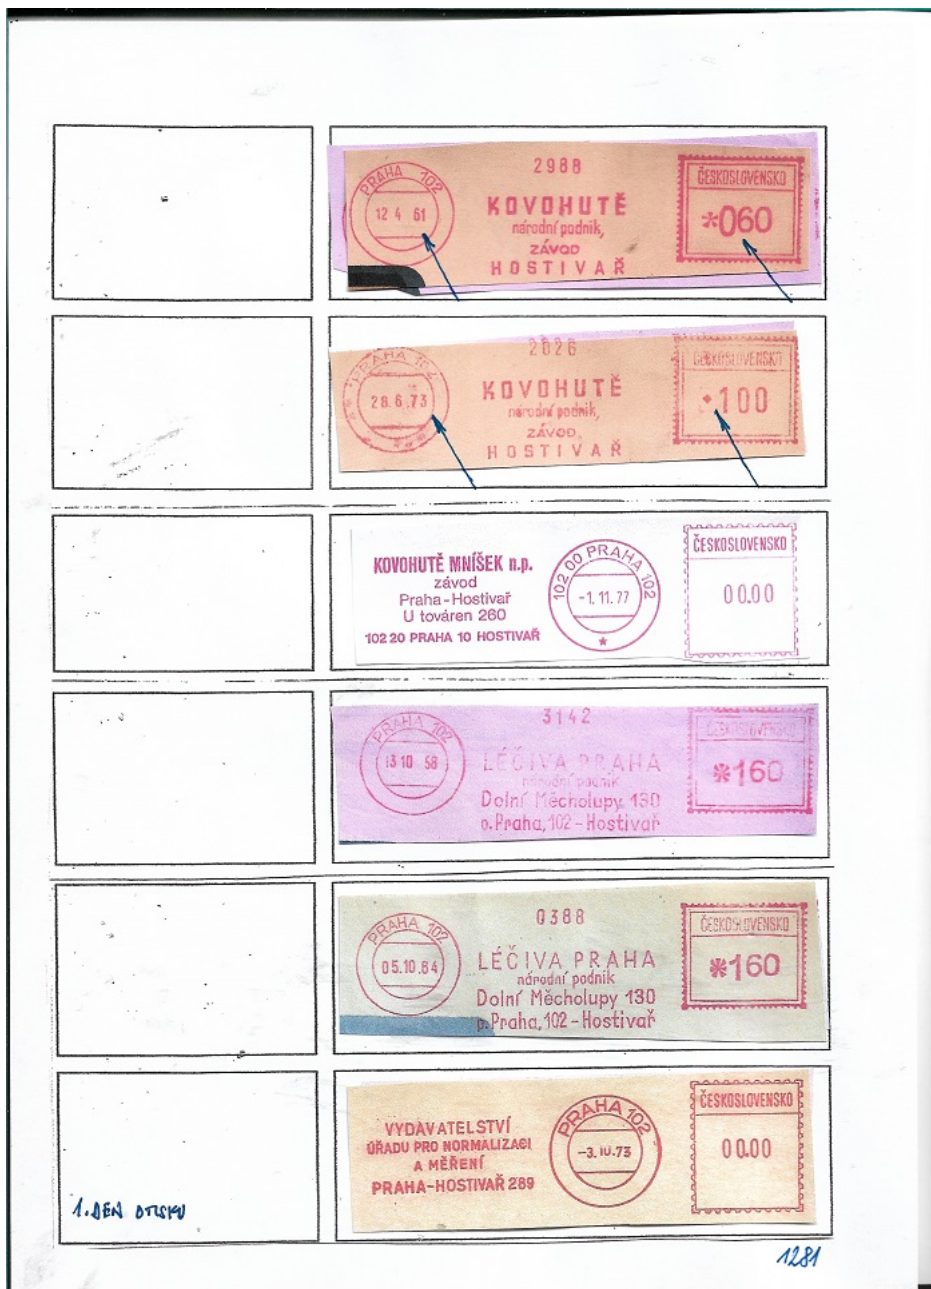 2988
PRAHA 102
12 4 61
KOVOHUTĚ
národní podnik,
ZÁVOD
HOSTIVAŘ
ČESKOSLOVENSKO
*060
2026
PRAHA 102
28.6.73
KOVOHUTĚ
národní podnik,
ZÁVOD,
HOSTIVAŘ
ČESKOSLOVENSKO
100
KOVOHUTĚ MNÍŠEK n.p.
závod
Praha-Hostivař
U továren 260
102 20 PRAHA 10 HOSTIVAŘ
102 00 PRAHA 102
-1.11.77
ČESKOSLOVENSKO
00.00
3142
PRAHA 102
13 10 58
LÉČIVA PRAHA
národní podnik
Dolní Měcholupy 130
p. Praha, 102 - Hostivař
ČESKOSLOVENSKO
*160
0388
PRAHA 102
05.10.84
LÉČIVA PRAHA
národní podnik
Dolní Měcholupy 130
p. Praha, 102 - Hostivař
ČESKOSLOVENSKO
*160
VYDAVATELSTVÍ
ÚŘADU PRO NORMALIZACI
A MĚŘENÍ
PRAHA-HOSTIVAŘ 289
PRAHA 102
-3.IV.73
ČESKOSLOVENSKO
00.00
1. DEN OTISKU
1281